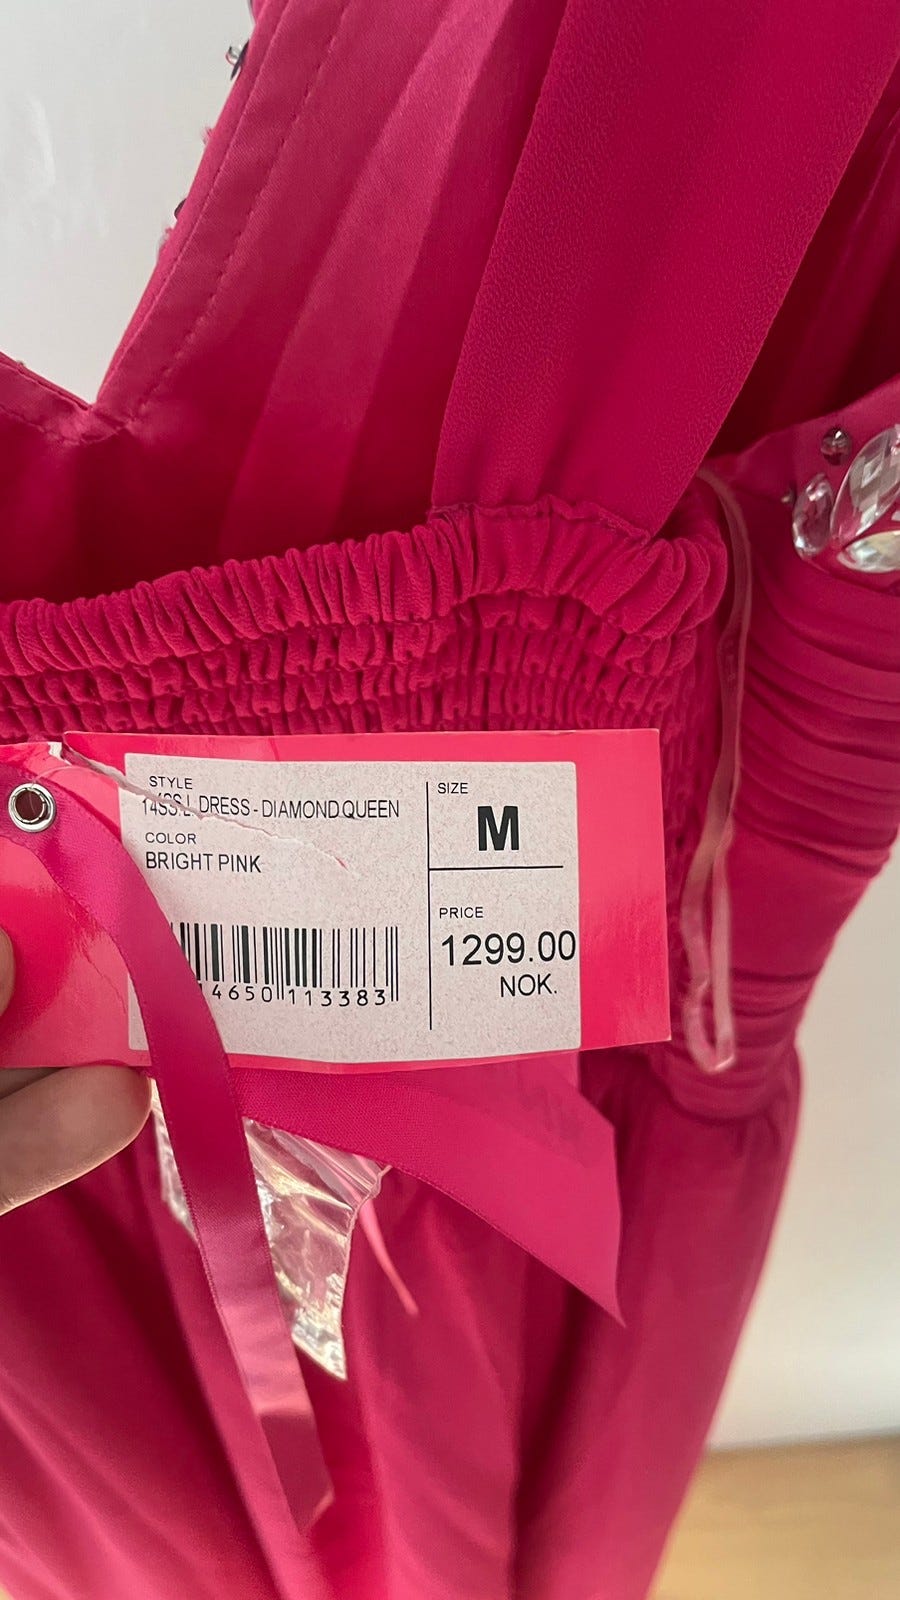 STYLE
14SS.L. DRESS - DIAMOND QUEEN
COLOR
BRIGHT PINK
4650 113383
SIZE
M
PRICE
1299.00
NOK.